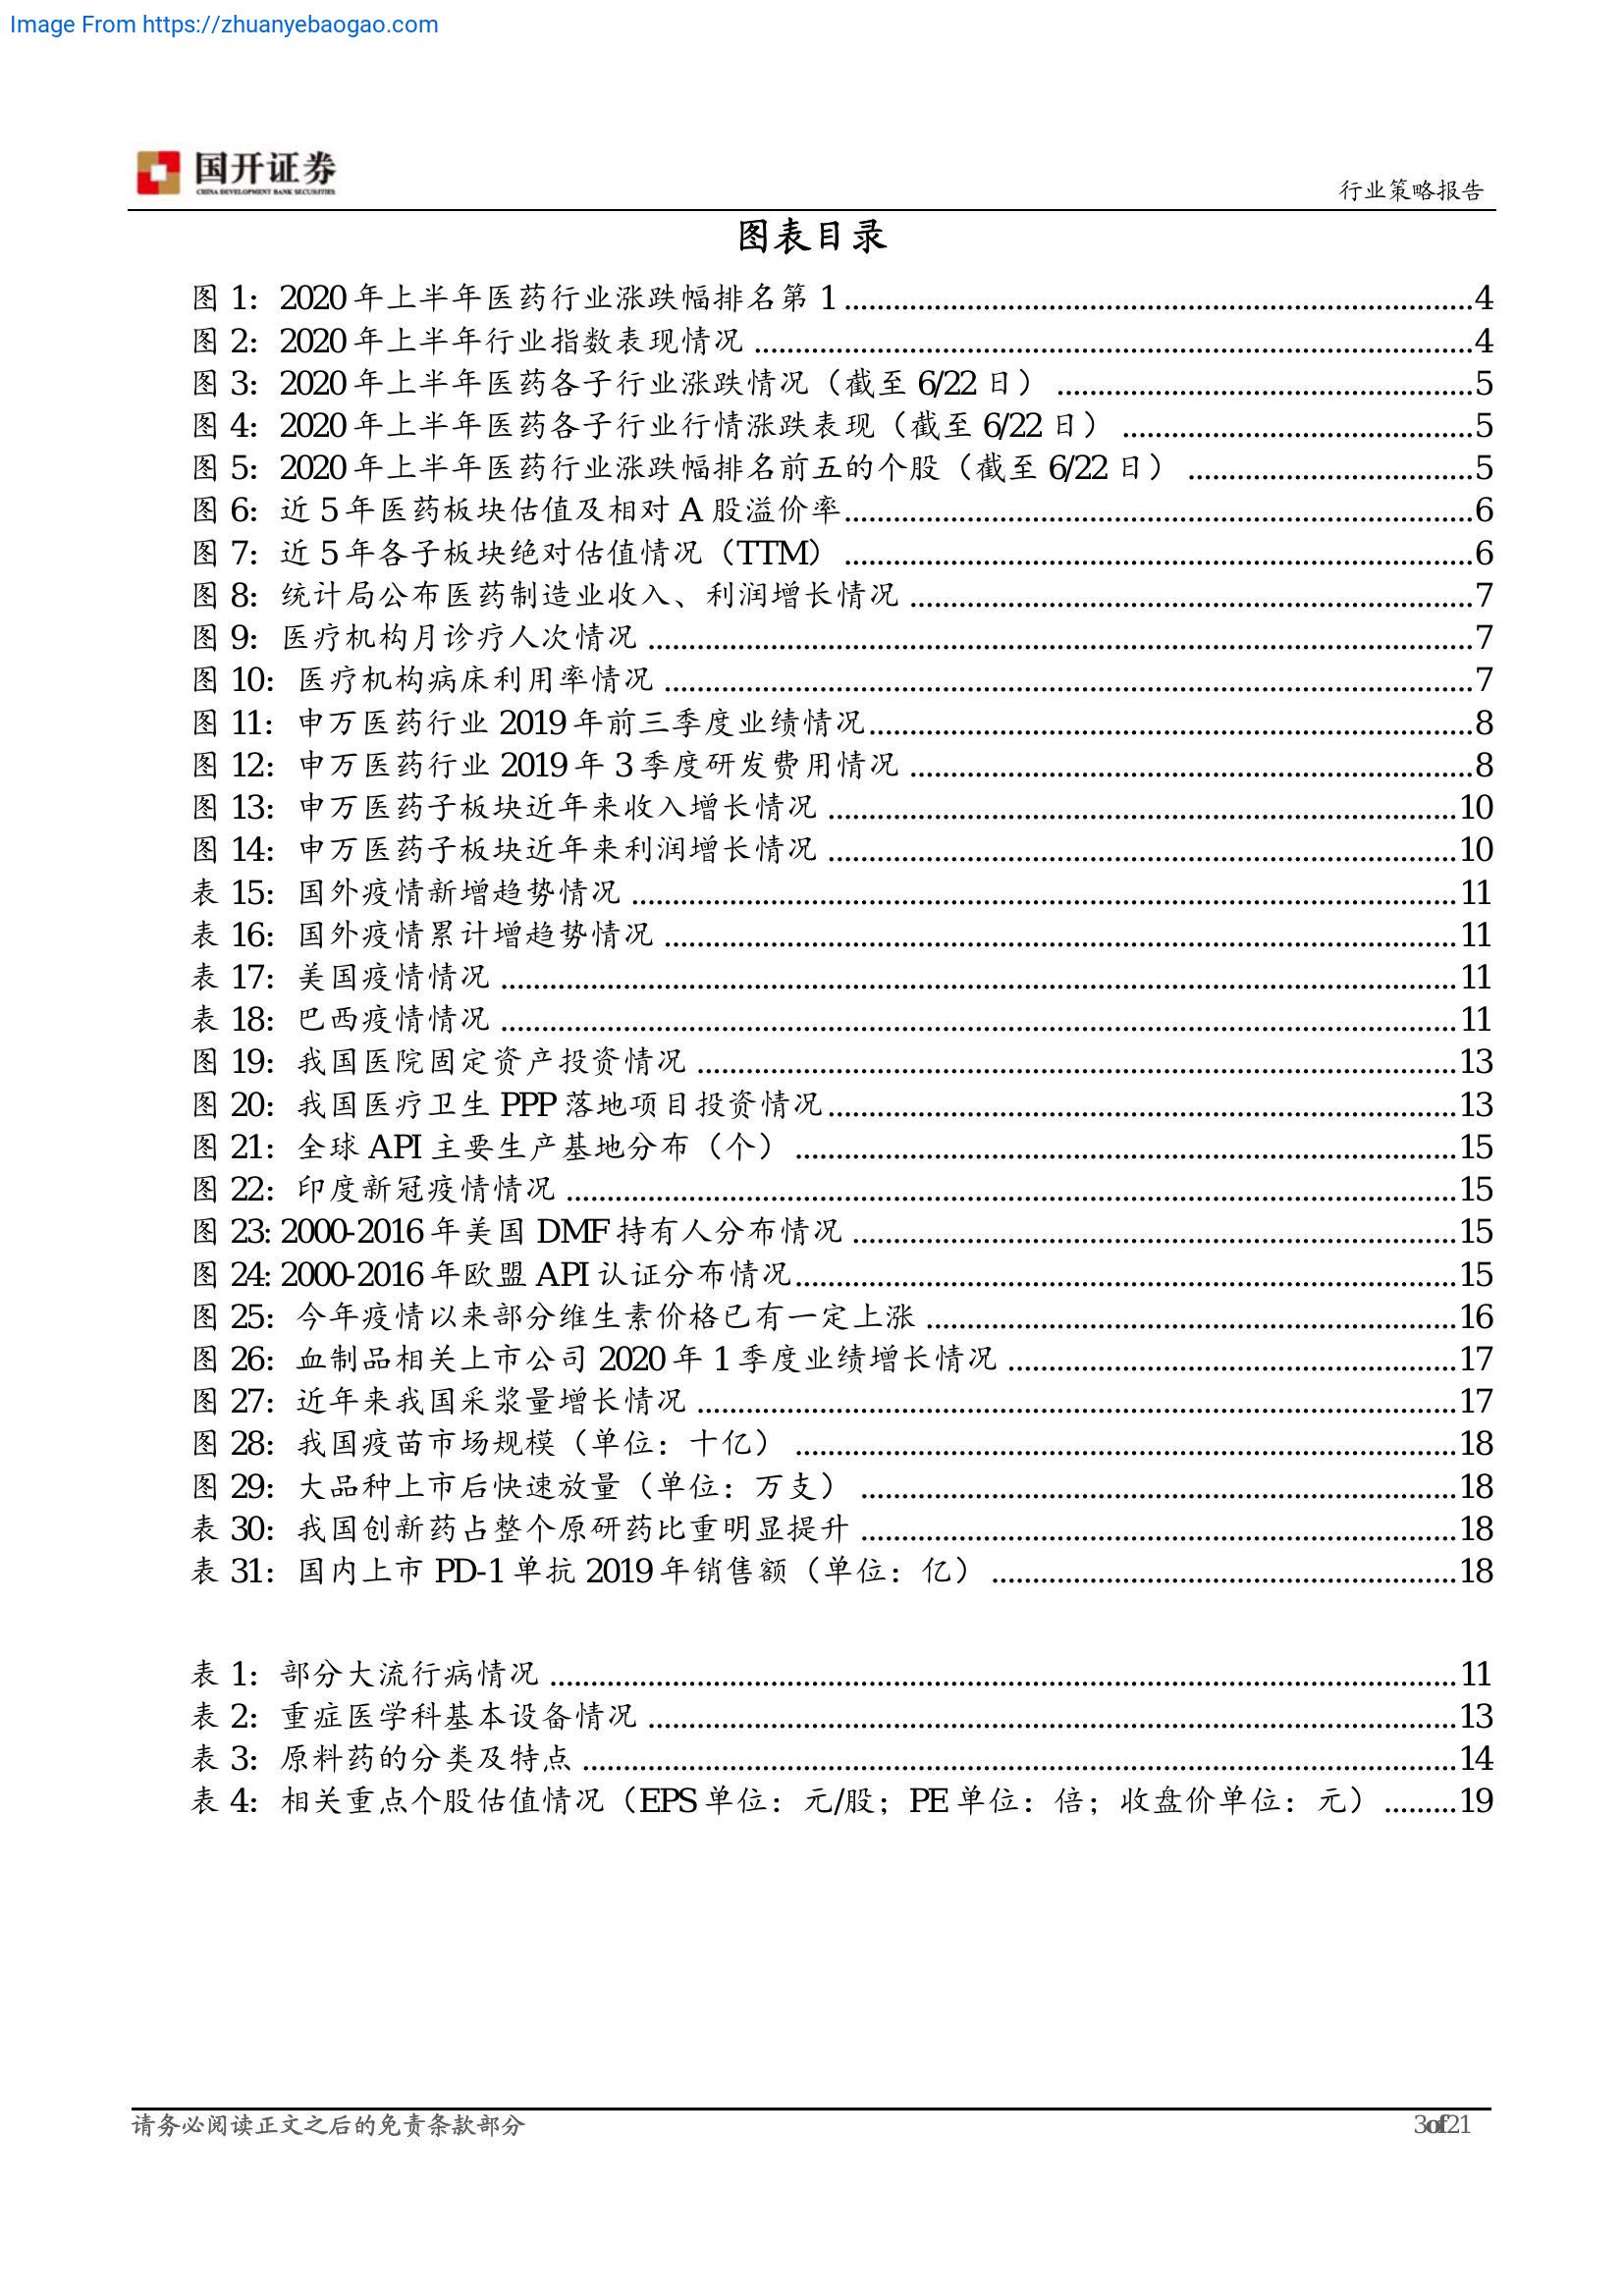 Image From https://zhuanyebaogao.com
国开证券
CHINA DEVELOPMENT BANK SECURITIES
行业策略报告
图表目录
图 1: 2020 年上半年医药行业涨跌幅排名第 1 ........ 4
图 2: 2020 年上半年行业指数表现情况 ........ 4
图 3: 2020 年上半年医药各子行业涨跌情况（截至 6/22 日） ........ 5
图 4: 2020 年上半年医药各子行业行情涨跌表现（截至 6/22 日） ........ 5
图 5: 2020 年上半年医药行业涨跌幅排名前五的个股（截至 6/22 日） ........ 5
图 6: 近 5 年医药板块估值及相对 A 股溢价率 ........ 6
图 7: 近 5 年各子板块绝对估值情况（TTM） ........ 6
图 8: 统计局公布医药制造业收入、利润增长情况 ........ 7
图 9: 医疗机构月诊疗人次情况 ........ 7
图 10: 医疗机构病床利用率情况 ........ 7
图 11: 申万医药行业 2019 年前三季度业绩情况 ........ 8
图 12: 申万医药行业 2019 年 3 季度研发费用情况 ........ 8
图 13: 申万医药子板块近年来收入增长情况 ........ 10
图 14: 申万医药子板块近年来利润增长情况 ........ 10
表 15: 国外疫情新增趋势情况 ........ 11
表 16: 国外疫情累计增趋势情况 ........ 11
表 17: 美国疫情情况 ........ 11
表 18: 巴西疫情情况 ........ 11
图 19: 我国医院固定资产投资情况 ........ 13
图 20: 我国医疗卫生 PPP 落地项目投资情况 ........ 13
图 21: 全球 API 主要生产基地分布（个） ........ 15
图 22: 印度新冠疫情情况 ........ 15
图 23: 2000-2016 年美国 DMF 持有人分布情况 ........ 15
图 24: 2000-2016 年欧盟 API 认证分布情况 ........ 15
图 25: 今年疫情以来部分维生素价格已有一定上涨 ........ 16
图 26: 血制品相关上市公司 2020 年 1 季度业绩增长情况 ........ 17
图 27: 近年来我国采浆量增长情况 ........ 17
图 28: 我国疫苗市场规模（单位：十亿） ........ 18
图 29: 大品种上市后快速放量（单位：万支） ........ 18
表 30: 我国创新药占整个原研药比重明显提升 ........ 18
表 31: 国内上市 PD-1 单抗 2019 年销售额（单位：亿） ........ 18
表 1: 部分大流行病情况 ........ 11
表 2: 重症医学科基本设备情况 ........ 13
表 3: 原料药的分类及特点 ........ 14
表 4: 相关重点个股估值情况（EPS 单位：元/股；PE 单位：倍；收盘价单位：元） ........ 19
请务必阅读正文之后的免责条款部分
3of21